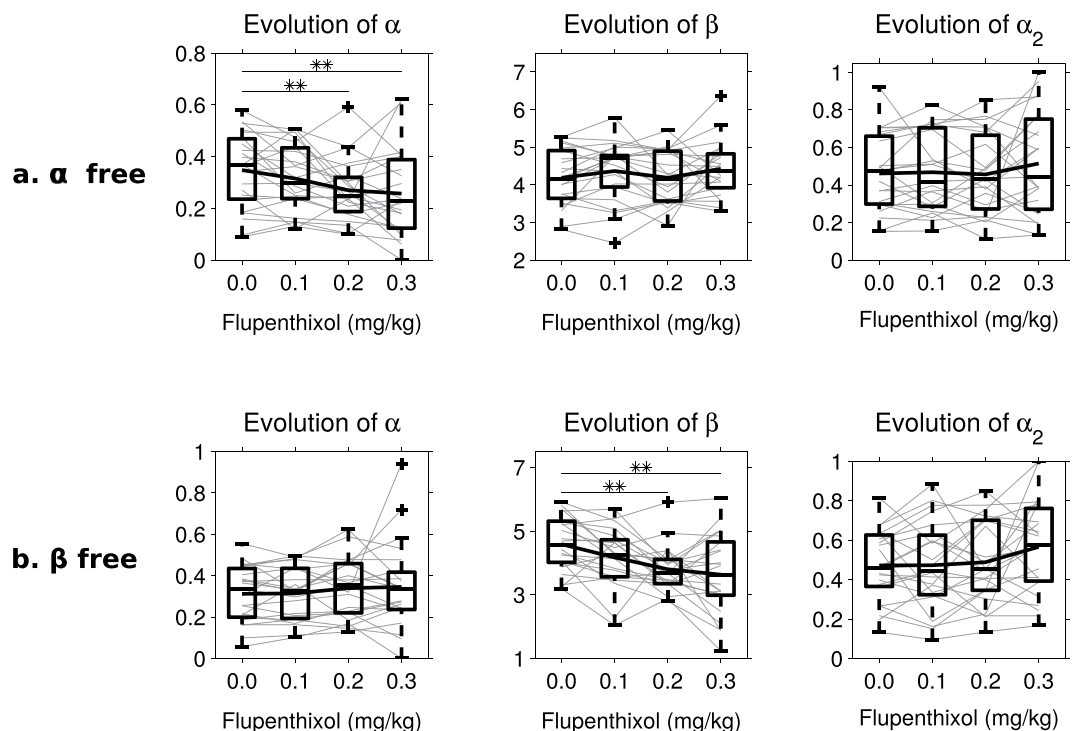 Evolution of α Evolution of β Evolution of α2
0.8 7 1
** 0.8
0.6 ** 6
0.6
a. α free 0.4 5
4 0.4
0.2 3 0.2
0 2 0
0.0 0.1 0.2 0.3 0.0 0.1 0.2 0.3 0.0 0.1 0.2 0.3
Flupenthixol (mg/kg) Flupenthixol (mg/kg) Flupenthixol (mg/kg)
Evolution of α Evolution of β Evolution of α2
1 7 1
0.8 ** 0.8
**
0.6 5 0.6
b. β free 0.4 0.4
3
0.2 0.2
0 1 0
0.0 0.1 0.2 0.3 0.0 0.1 0.2 0.3 0.0 0.1 0.2 0.3
Flupenthixol (mg/kg) Flupenthixol (mg/kg) Flupenthixol (mg/kg)